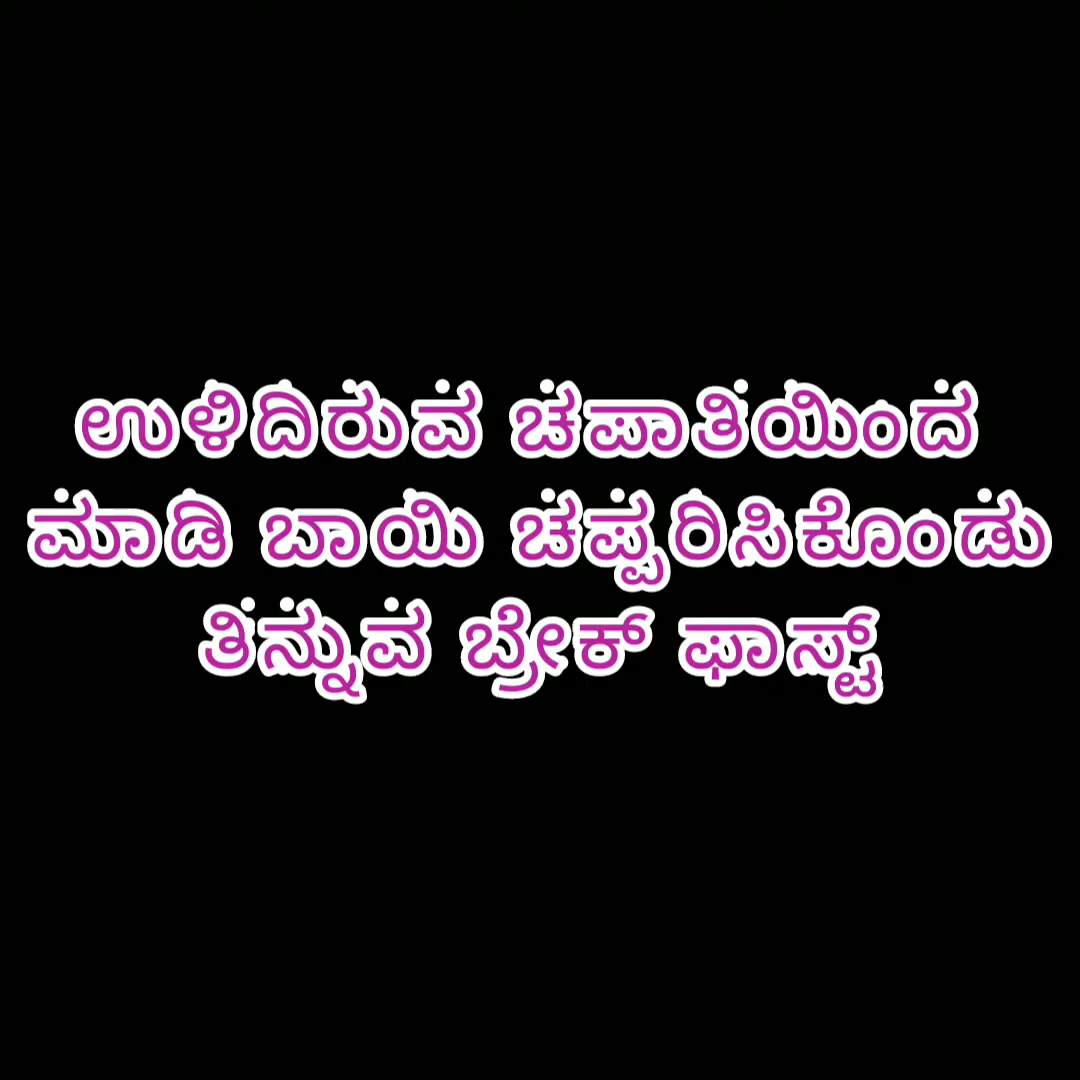 ಉಳಿದಿರುವ ಚಪಾತಿಯಿಂದ
ಮಾಡಿ ಬಾಯಿ ಚಪ್ಪರಿಸಿಕೊಂಡು
ತಿನ್ನುವ ಬ್ರೇಕ್ ಫಾಸ್ಟ್